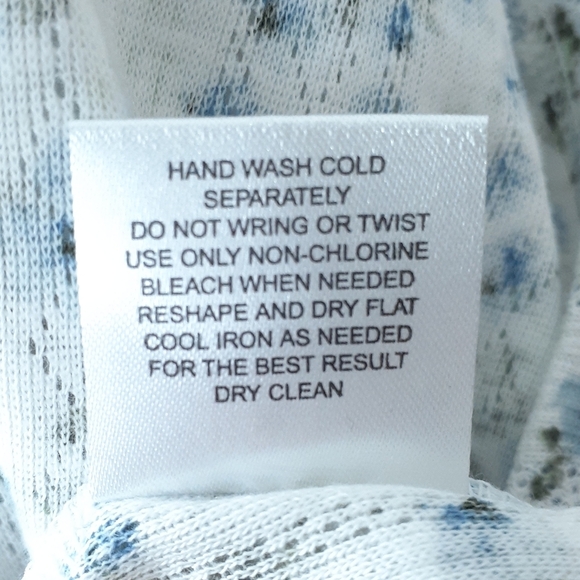 HAND WASH COLD
SEPARATELY
DO NOT WRING OR TWIST
USE ONLY NON-CHLORINE
BLEACH WHEN NEEDED
RESHAPE AND DRY FLAT
COOL IRON AS NEEDED
FOR THE BEST RESULT
DRY CLEAN